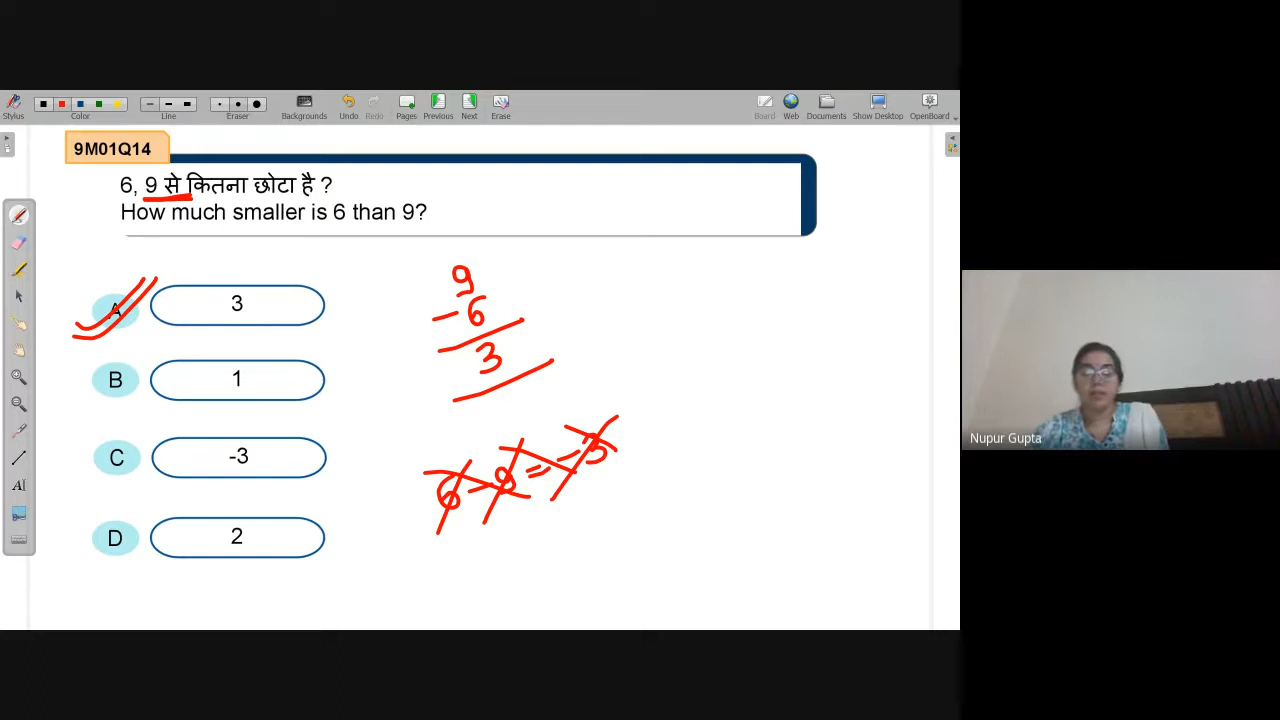 Stylus
Color
Line
Eraser
Backgrounds
Undo
Redo
Pages
Previous
Next
Erase
Board
Web
Documents
Show Desktop
OpenBoard
9M01Q14
6, 9 से कितना छोटा है ?
How much smaller is 6 than 9?
A 3
B 1
C -3
D 2
9
- 6
3
6 - 9 = - 3
Nupur Gupta